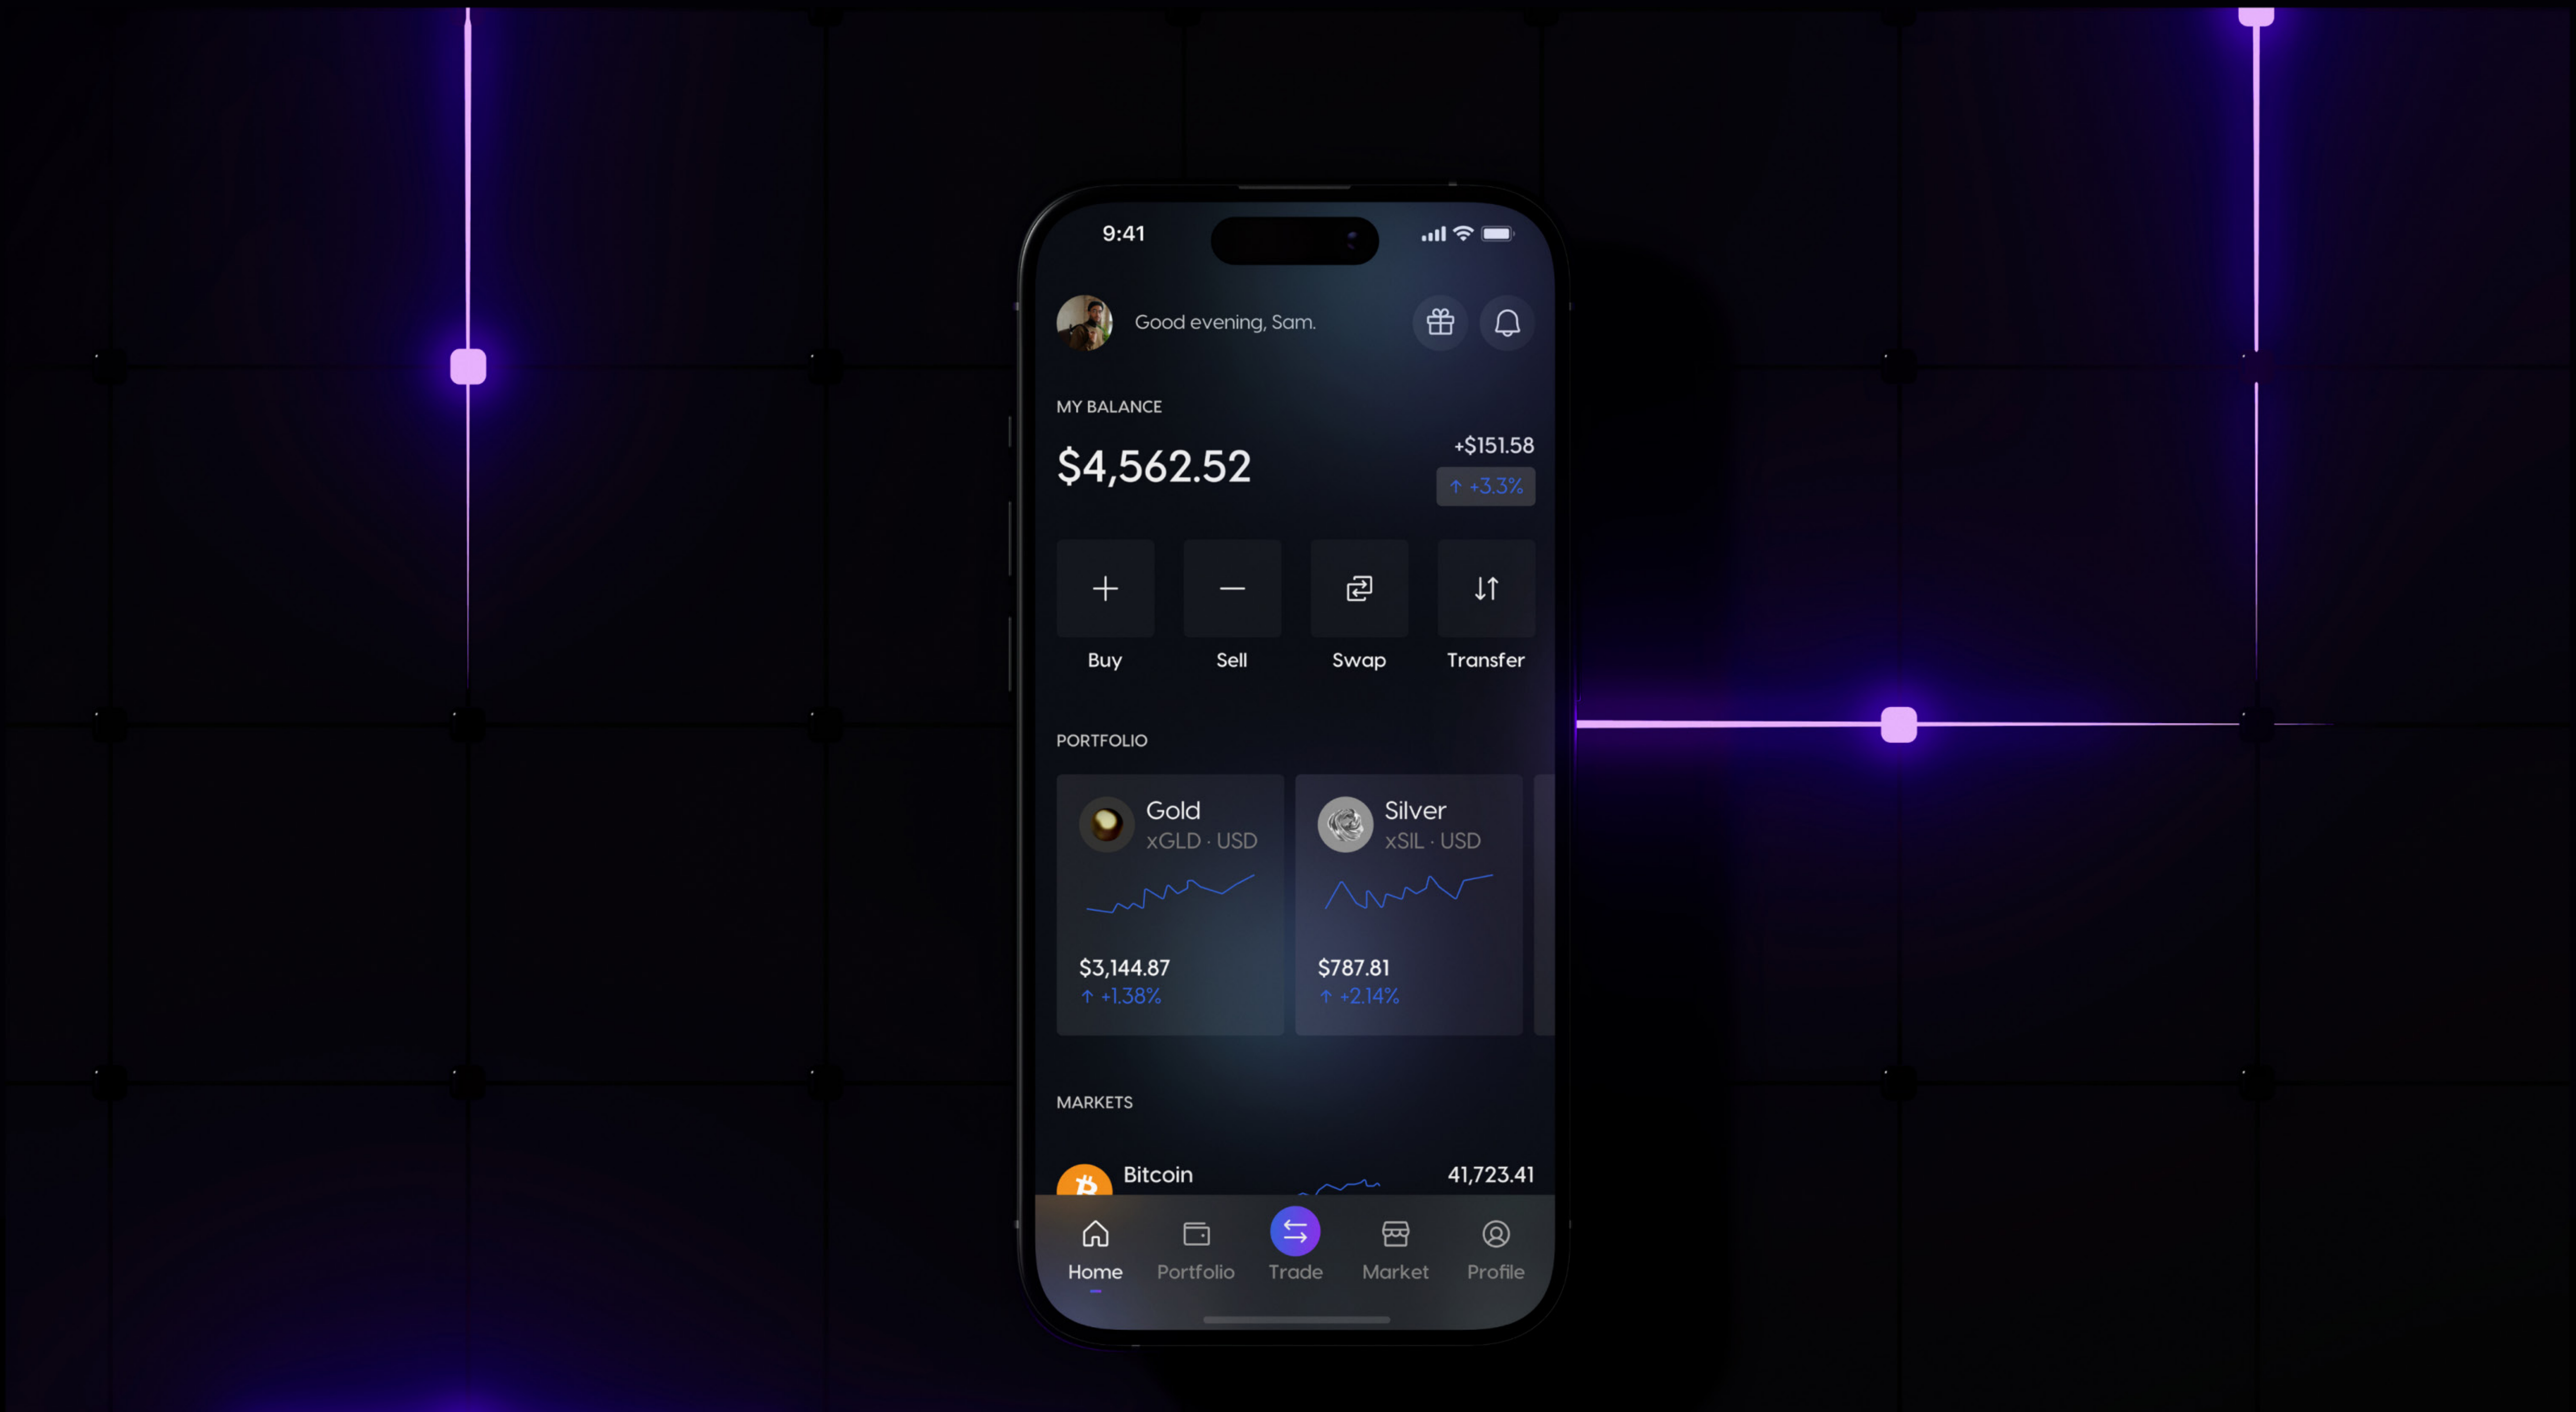 9:41
Good evening, Sam.
MY BALANCE
$4,562.52
+$151.58
↑ +3.3%
Buy
Sell
Swap
Transfer
PORTFOLIO
Gold
xGLD · USD
$3,144.87
↑ +1.38%
Silver
xSIL · USD
$787.81
↑ +2.14%
MARKETS
Bitcoin
41,723.41
Home
Portfolio
Trade
Market
Profile